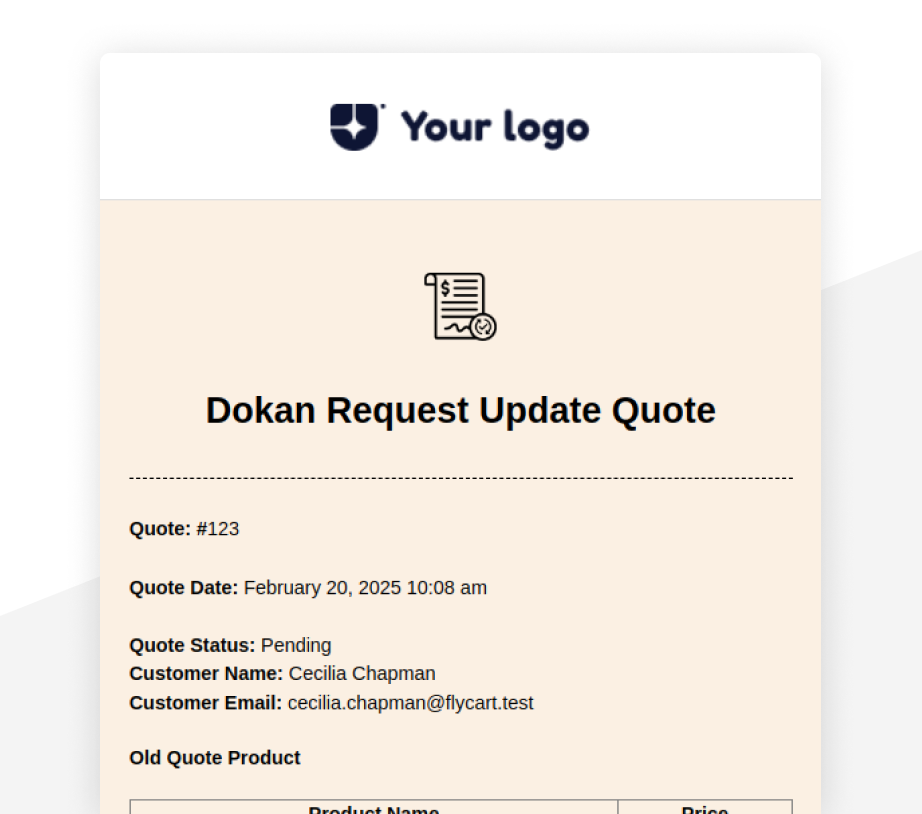 Your logo
$
Dokan Request Update Quote
Quote: #123
Quote Date: February 20, 2025 10:08 am
Quote Status: Pending
Customer Name: Cecilia Chapman
Customer Email: cecilia.chapman@flycart.test
Old Quote Product
Product Name Price